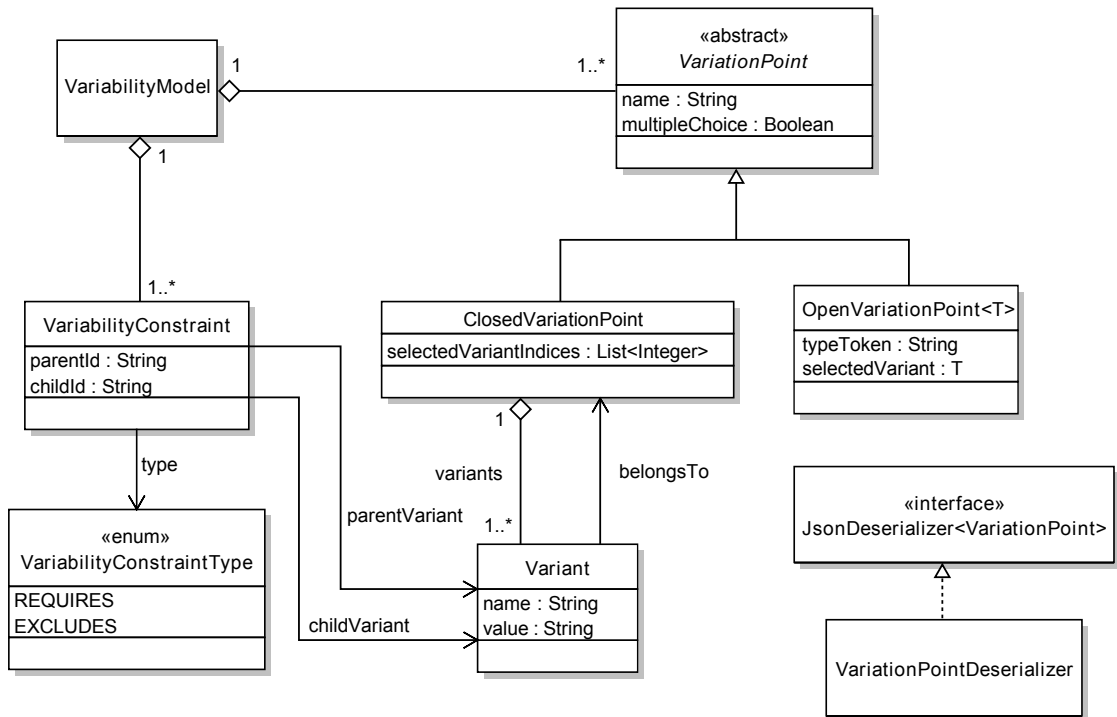 VariabilityModel
1
1
1..*
«abstract»
VariationPoint
name : String
multipleChoice : Boolean
1..*
VariabilityConstraint
parentId : String
childId : String
ClosedVariationPoint
selectedVariantIndices : List<Integer>
OpenVariationPoint<T>
typeToken : String
selectedVariant : T
type
1
variants
belongsTo
parentVariant
1..*
childVariant
«enum»
VariabilityConstraintType
REQUIRES
EXCLUDES
Variant
name : String
value : String
«interface»
JsonDeserializer<VariationPoint>
VariationPointDeserializer